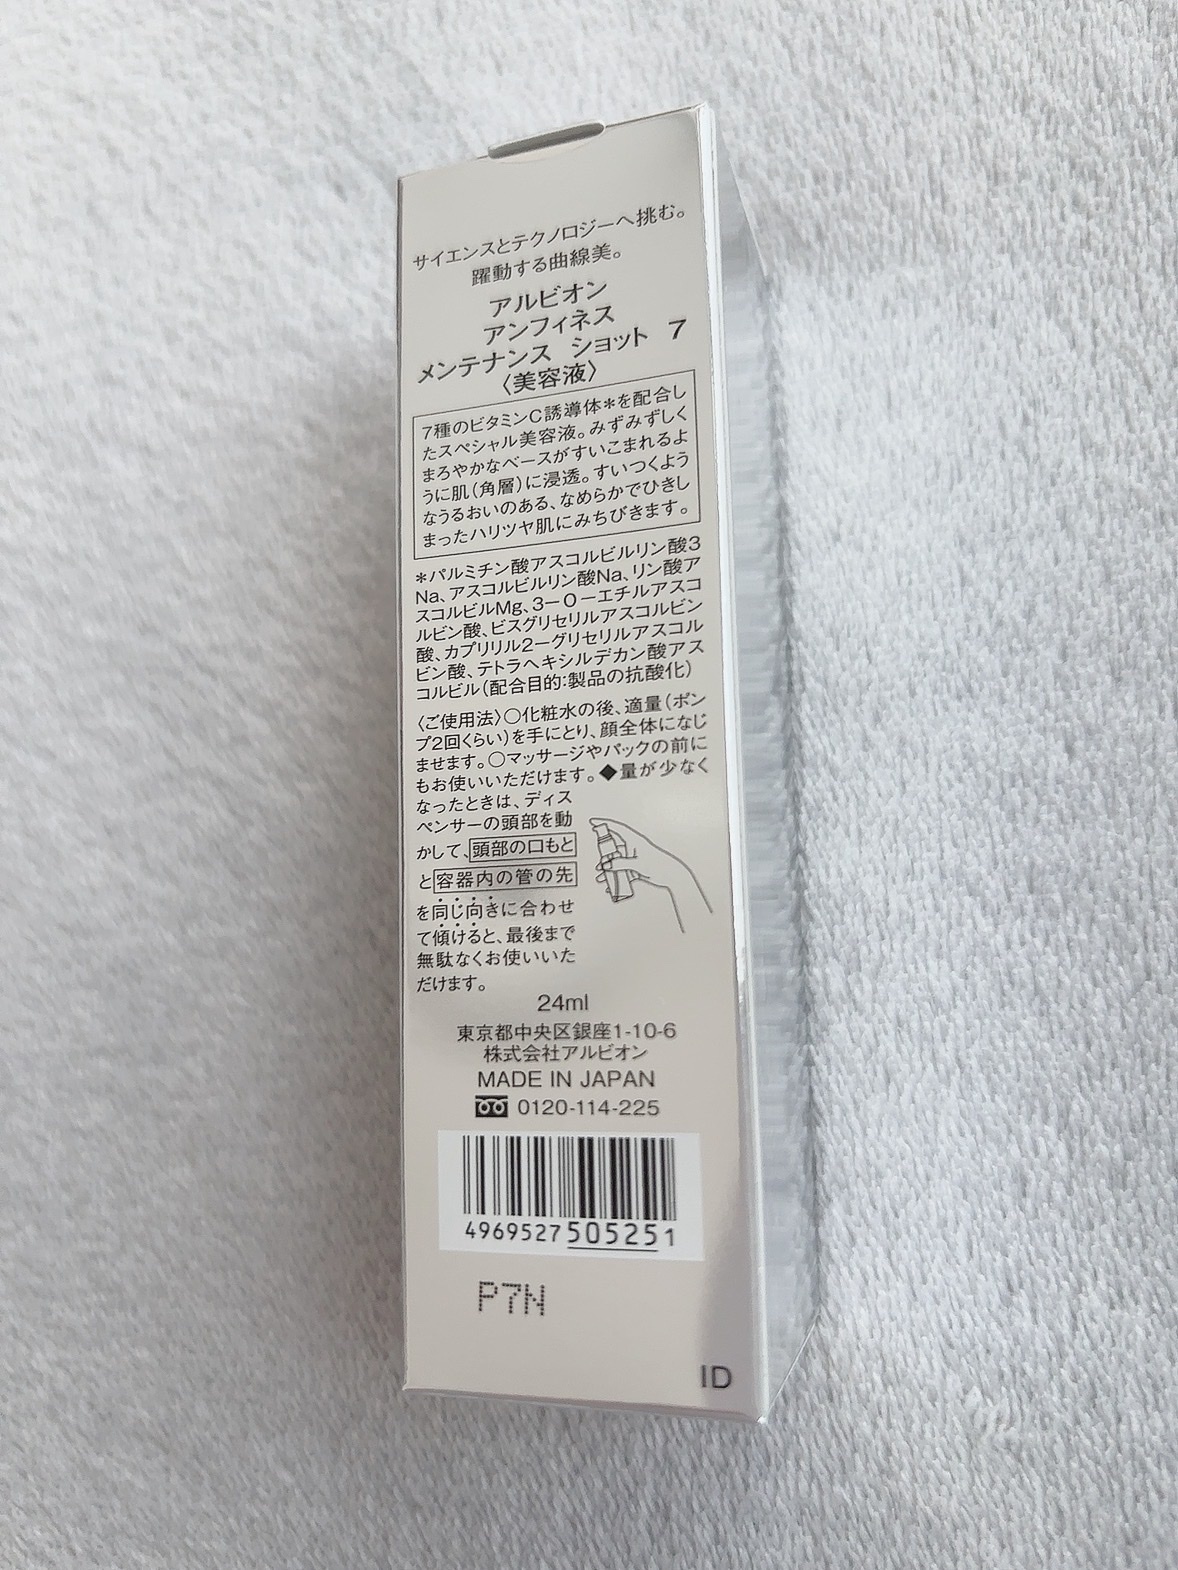 サイエンスとテクノロジーへ挑む。
躍動する曲線美。
アルビオン
アンフィネス
メンテナンス ショット 7
〈美容液〉
7種のビタミンC誘導体＊を配合し
たスペシャル美容液。みずみずしく
まろやかなベースがすいこまれるよ
うに肌(角層)に浸透。すいつくよう
なうるおいのある、なめらかでひきし
まったハリツヤ肌にみちびきます。
＊パルミチン酸アスコルビルリン酸3
Na、アスコルビルリン酸Na、リン酸ア
スコルビルMg、3－O－エチルアスコ
ルビン酸、ビスグリセリルアスコルビン
酸、カプリリル2－グリセリルアスコル
ビン酸、テトラヘキシルデカン酸アス
コルビル(配合目的:製品の抗酸化)
〈ご使用法〉○化粧水の後、適量(ポン
プ2回くらい)を手にとり、顔全体になじ
ませます。○マッサージやパックの前に
もお使いいただけます。◆量が少なく
なったときは、ディス
ペンサーの頭部を動
かして、頭部の口もと
と容器内の管の先
を同じ向きに合わせ
て傾けると、最後まで
無駄なくお使いいた
だけます。
24ml
東京都中央区銀座1-10-6
株式会社アルビオン
MADE IN JAPAN
0120-114-225
4969527505251
P7N
ID